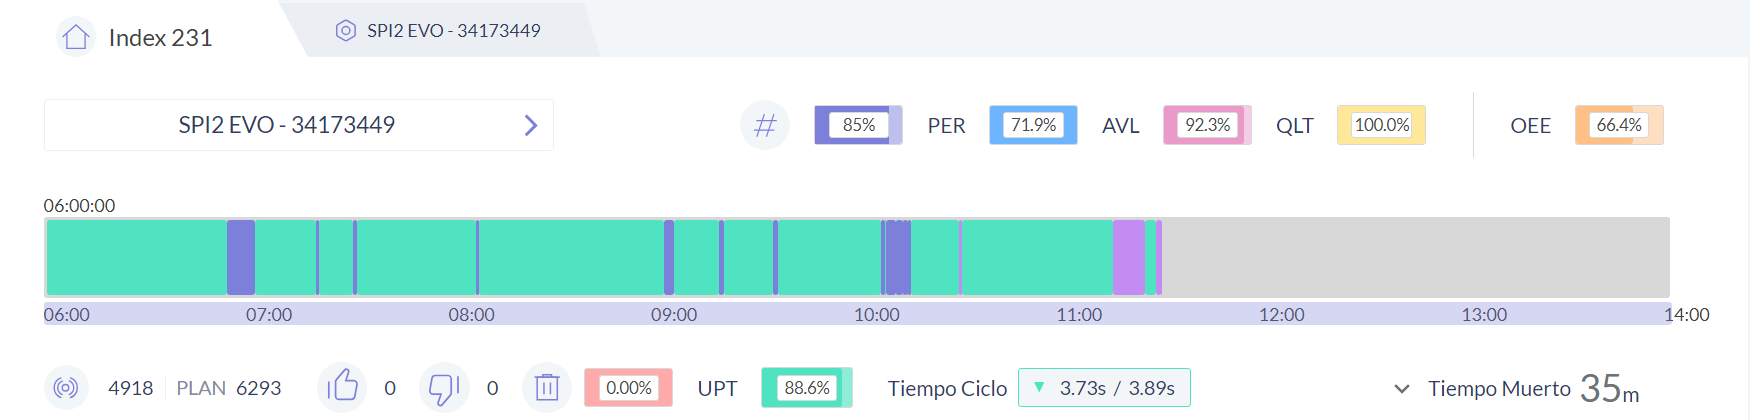 Index 231
SPI2 EVO - 34173449
SPI2 EVO - 34173449
# 85% PER 71.9% AVL 92.3% QLT 100.0% OEE 66.4%
06:00:00
06:00 07:00 08:00 09:00 10:00 11:00 12:00 13:00 14:00
4918 PLAN 6293 0 0 0.00% UPT 88.6% Tiempo Ciclo ▼ 3.73s / 3.89s Tiempo Muerto 35m